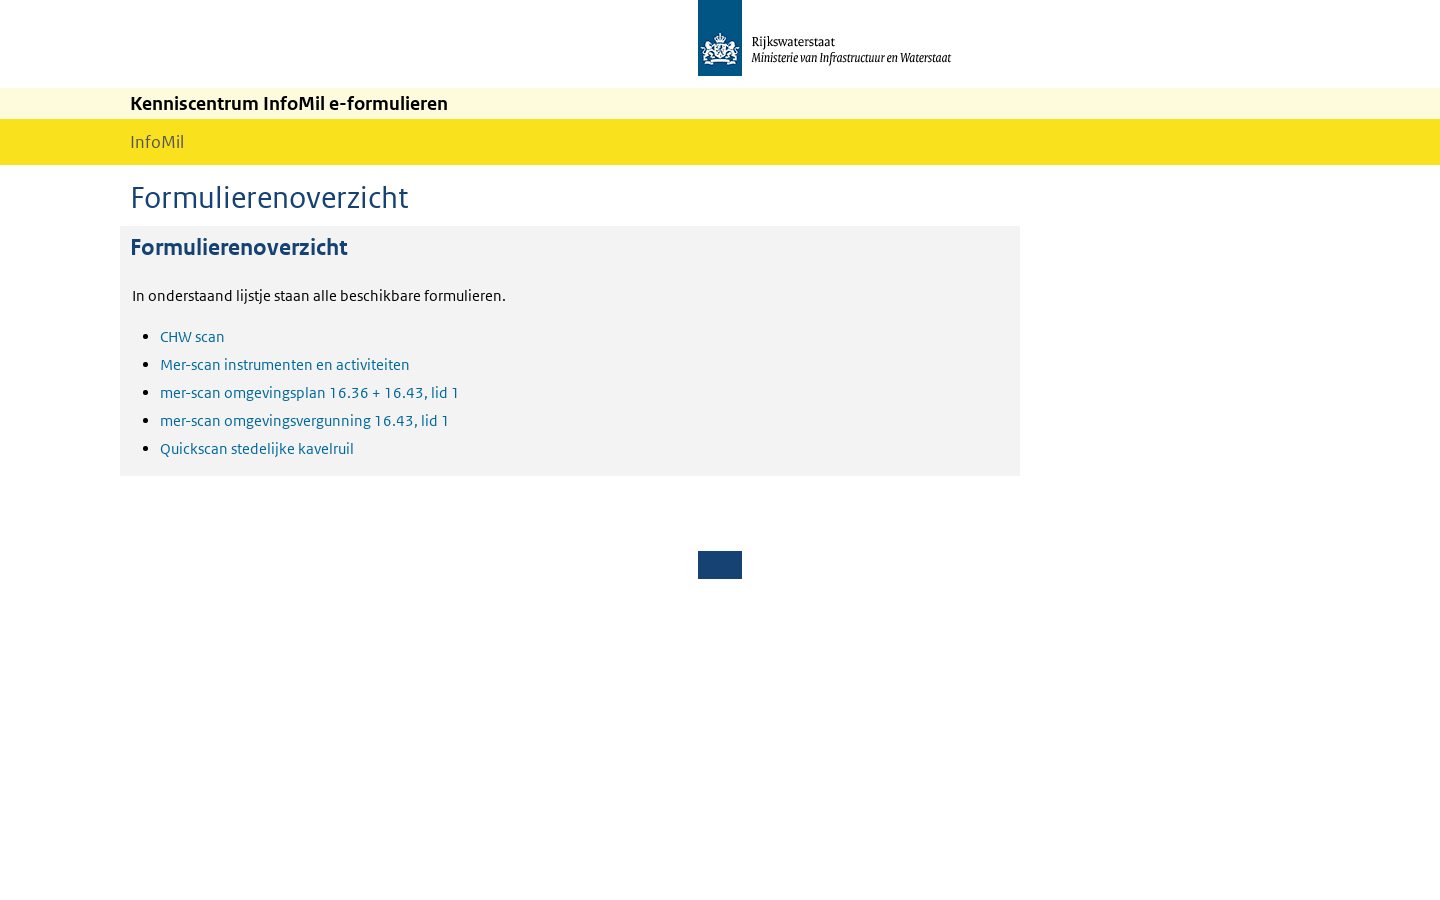 Rijkswaterstaat
Ministerie van Infrastructuur en Waterstaat
Kenniscentrum InfoMil e-formulieren
InfoMil
Formulierenoverzicht
Formulierenoverzicht
In onderstaand lijstje staan alle beschikbare formulieren.
CHW scan
Mer-scan instrumenten en activiteiten
mer-scan omgevingsplan 16.36 + 16.43, lid 1
mer-scan omgevingsvergunning 16.43, lid 1
Quickscan stedelijke kavelruil